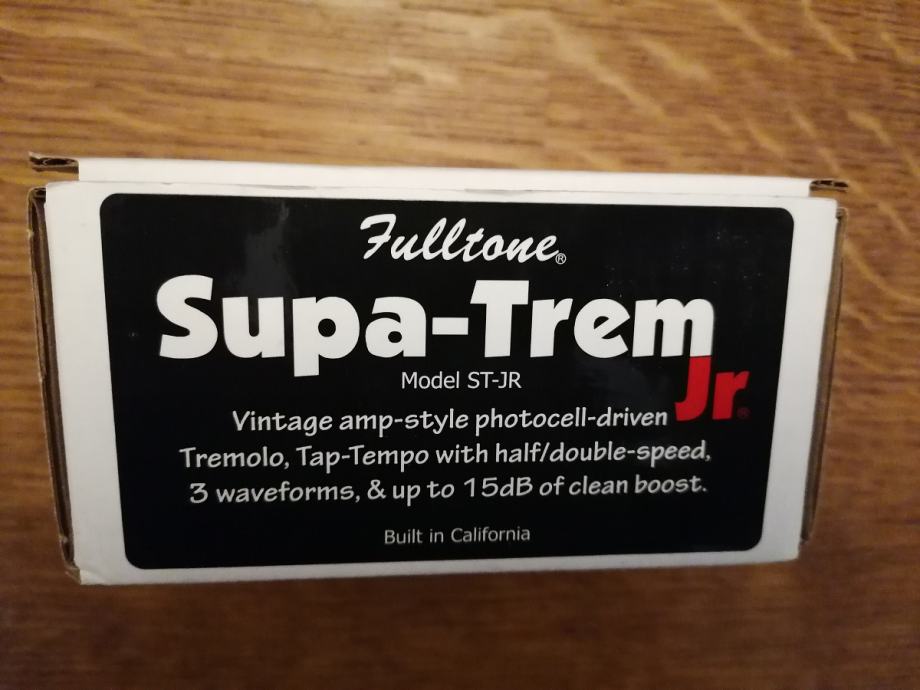 Fulltone®
Supa-Trem
Jr®
Model ST-JR
Vintage amp-style photocell-driven
Tremolo, Tap-Tempo with half/double-speed,
3 waveforms, & up to 15dB of clean boost.
Built in California